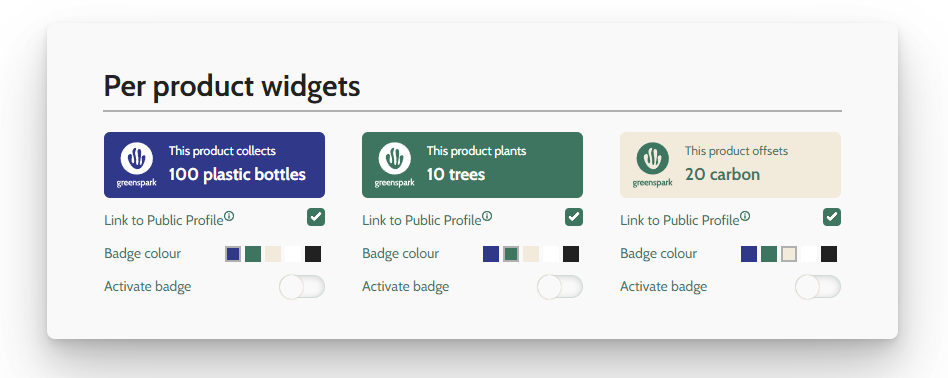 Per product widgets
This product collects
100 plastic bottles
greenspark
Link to Public Profile
Badge colour
Activate badge
This product plants
10 trees
greenspark
Link to Public Profile
Badge colour
Activate badge
This product offsets
20 carbon
greenspark
Link to Public Profile
Badge colour
Activate badge